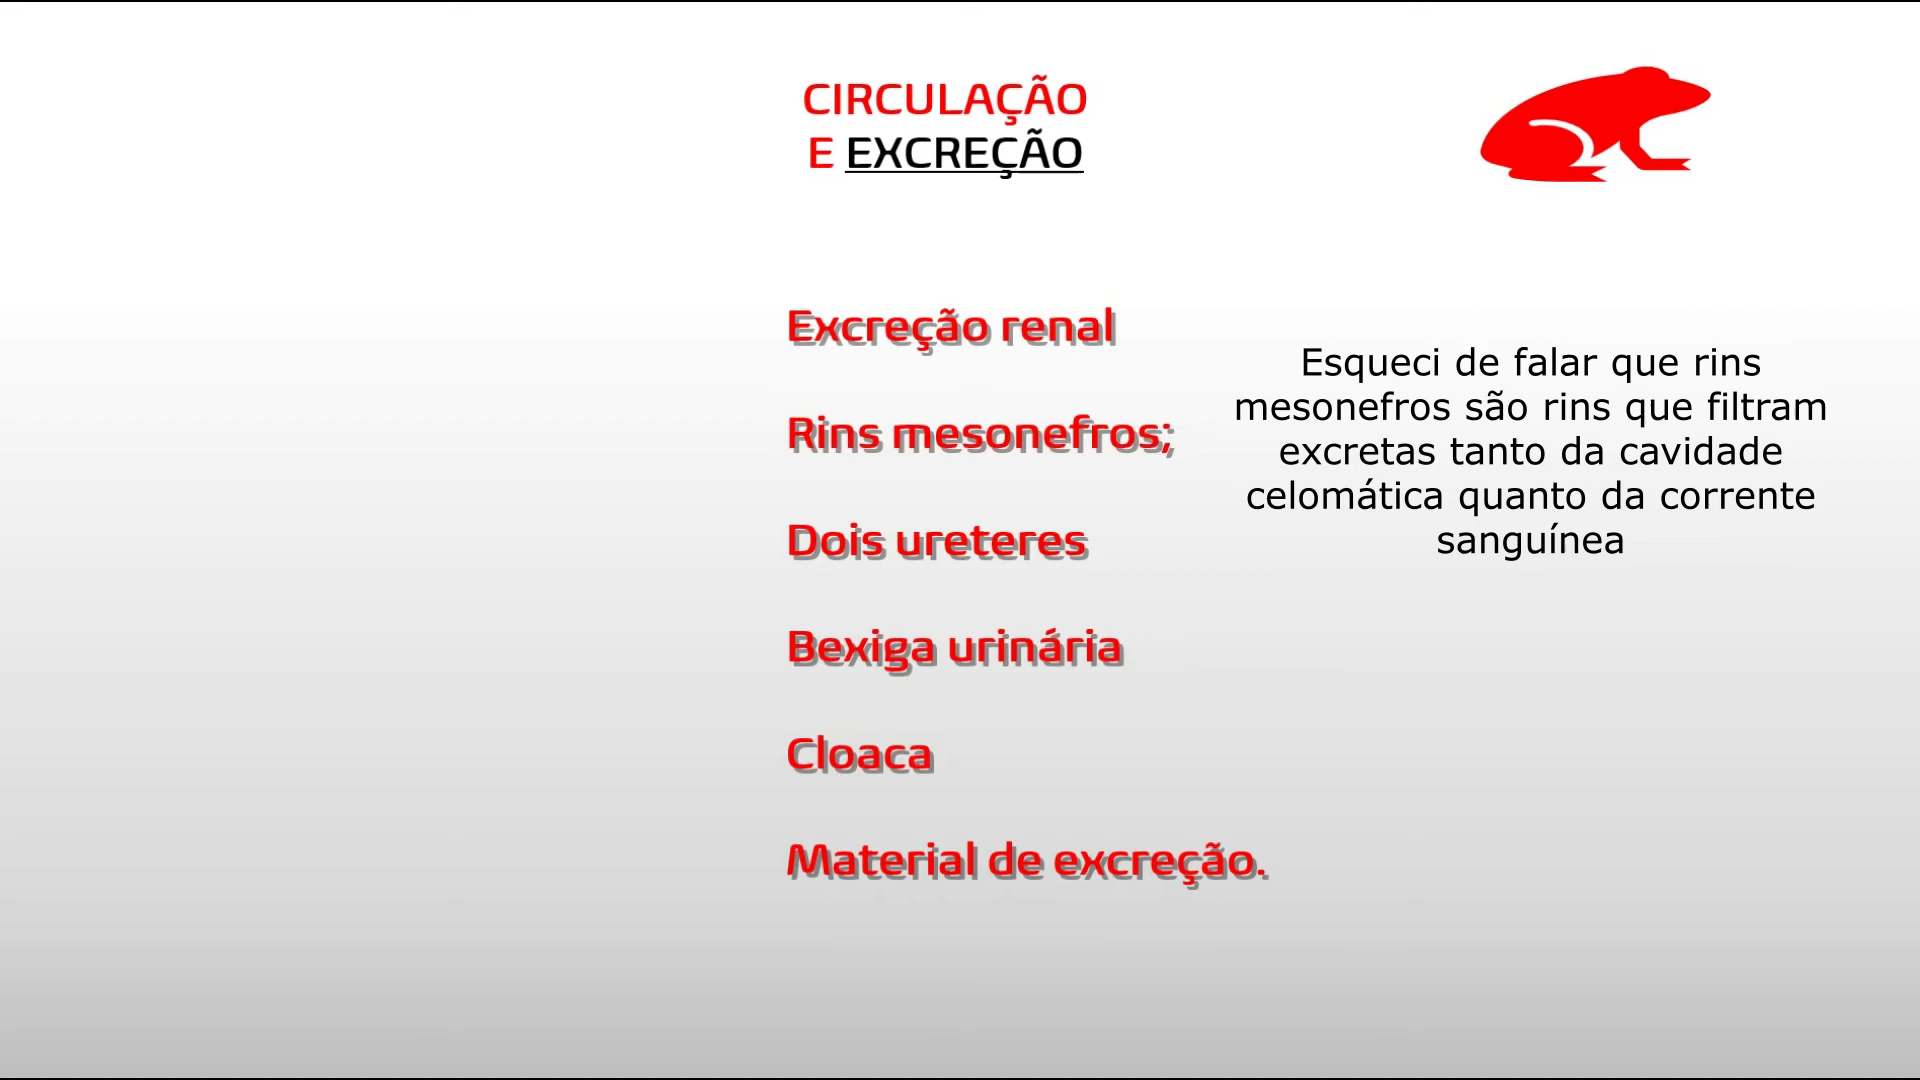 CIRCULAÇÃO
E EXCREÇÃO
Excreção renal
Rins mesonefros;
Dois ureteres
Bexiga urinária
Cloaca
Material de excreção.
Esqueci de falar que rins
mesonefros são rins que filtram
excretas tanto da cavidade
celomática quanto da corrente
sanguínea